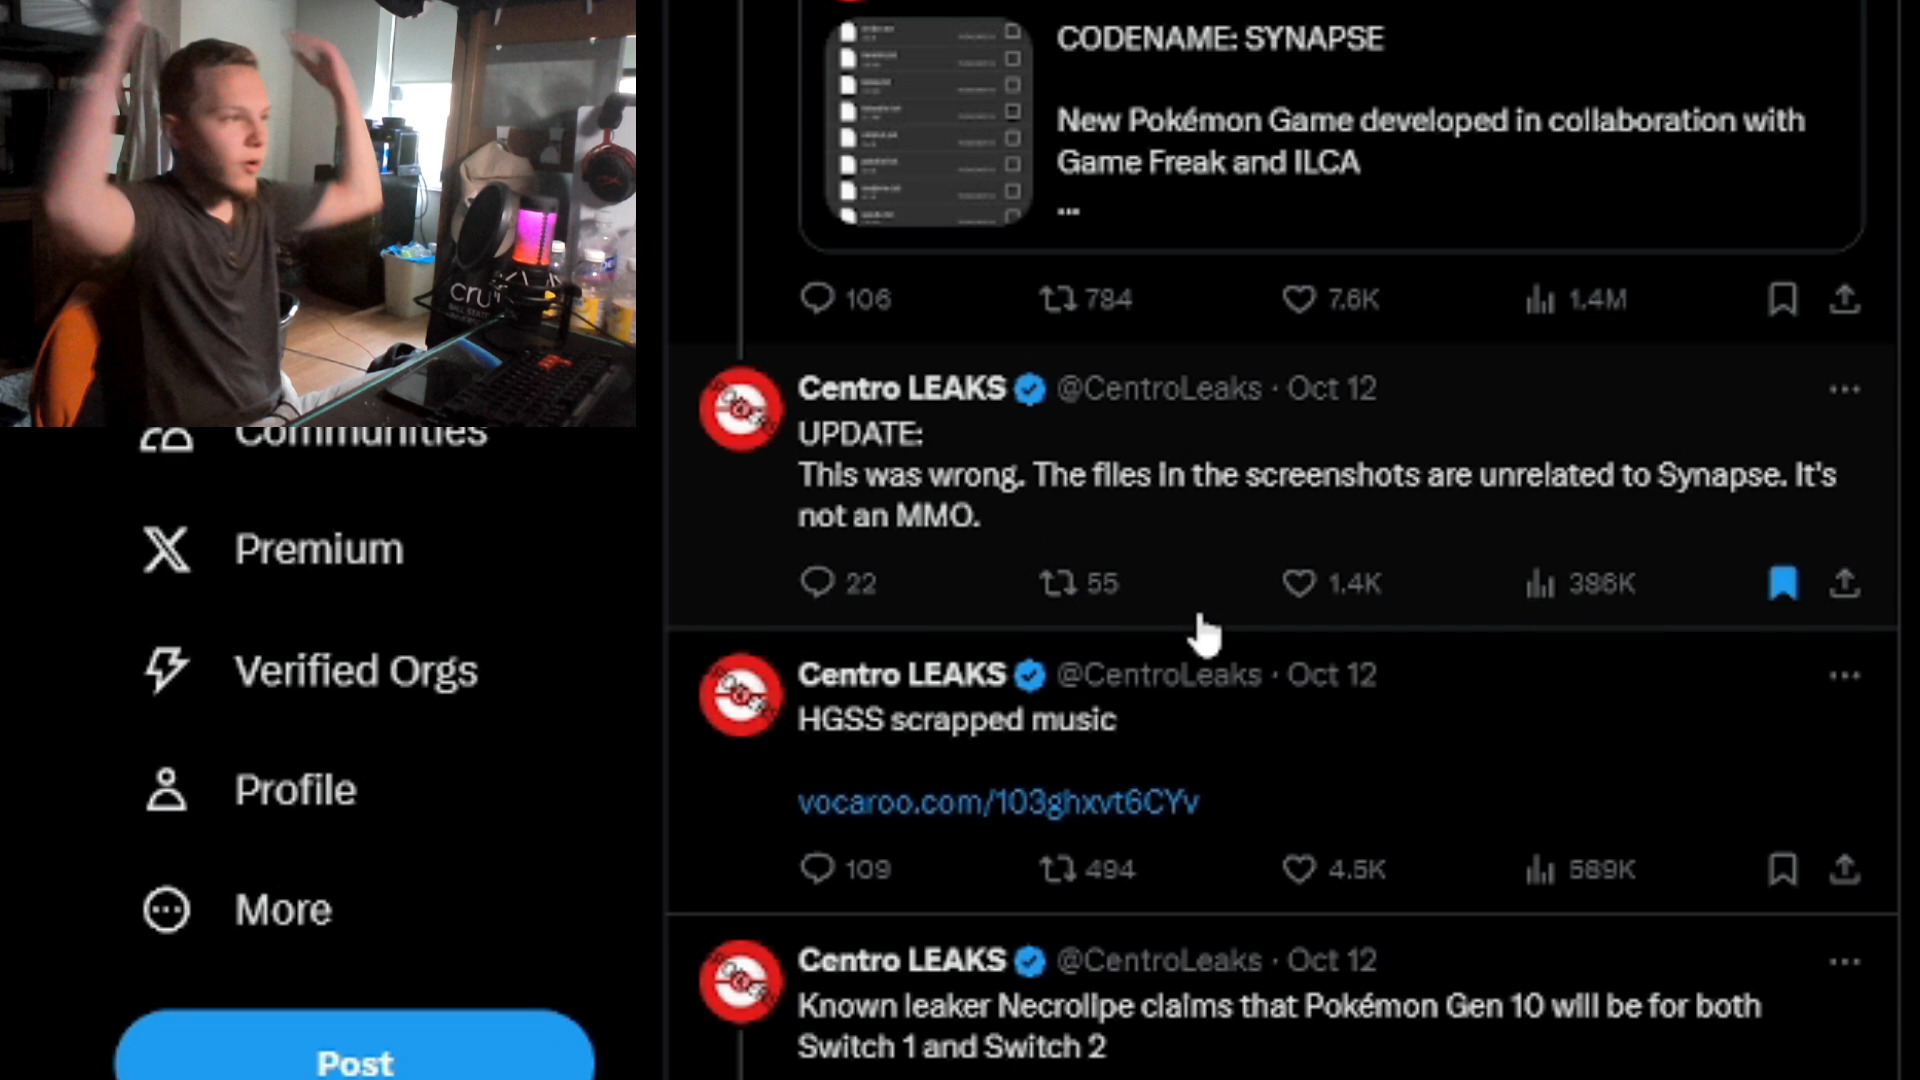 CODENAME: SYNAPSE
New Pokémon Game developed in collaboration with
Game Freak and ILCA
...
106 784 7.6K 1.4M
Centro LEAKS @CentroLeaks · Oct 12
UPDATE:
This was wrong. The files in the screenshots are unrelated to Synapse. It's
not an MMO.
22 55 1.4K 386K
Centro LEAKS @CentroLeaks · Oct 12
HGSS scrapped music
vocaroo.com/103ghxvt6CYv
109 494 4.5K 589K
Centro LEAKS @CentroLeaks · Oct 12
Known leaker Necrolipe claims that Pokémon Gen 10 will be for both
Switch 1 and Switch 2
Communities
Premium
Verified Orgs
Profile
More
Post